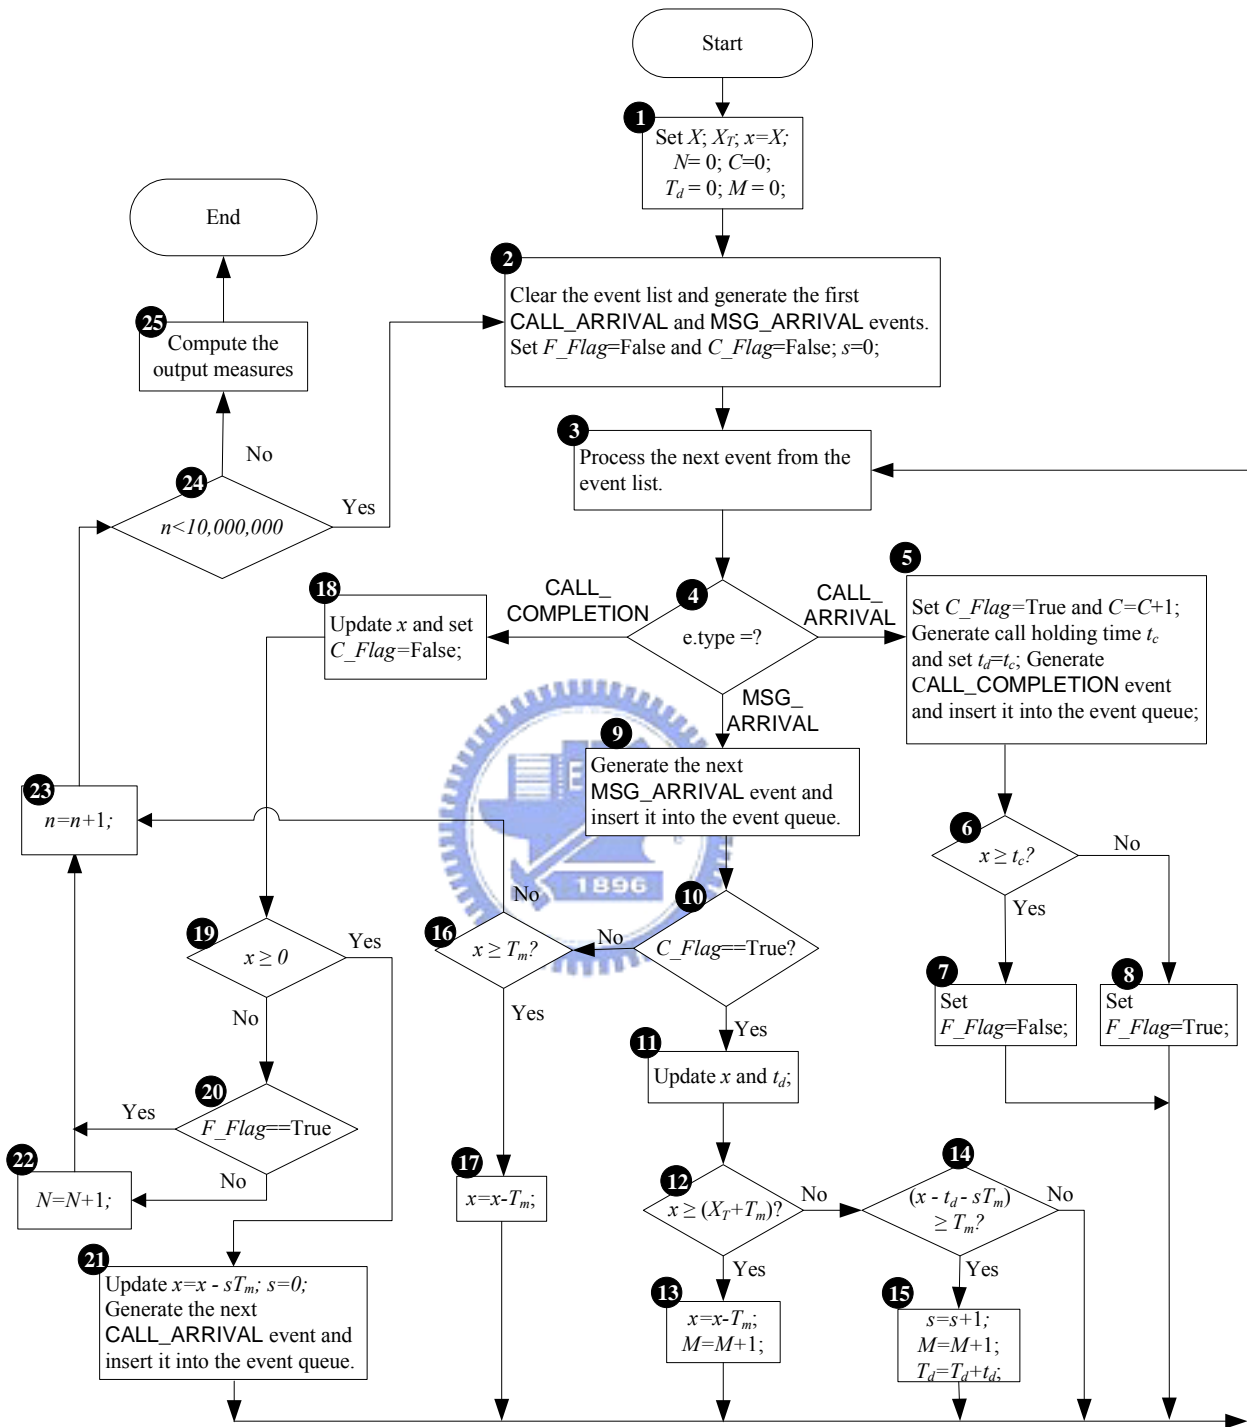 Start
1
Set X; X_T; x=X;
N= 0; C=0;
T_d = 0; M = 0;
End
2
Clear the event list and generate the first
CALL_ARRIVAL and MSG_ARRIVAL events.
Set F_Flag=False and C_Flag=False; s=0;
25
Compute the
output measures
3
Process the next event from the
event list.
No
24
n<10,000,000
Yes
18
Update x and set
C_Flag=False;
CALL_
COMPLETION
4
e.type =?
CALL_
ARRIVAL
MSG_
ARRIVAL
5
Set C_Flag=True and C=C+1;
Generate call holding time t_c
and set t_d=t_c; Generate
CALL_COMPLETION event
and insert it into the event queue;
9
Generate the next
MSG_ARRIVAL event and
insert it into the event queue.
23
n=n+1;
6
x ≥ t_c?
No
Yes
1896
10
C_Flag==True?
No
Yes
16
x ≥ T_m?
No
Yes
19
x ≥ 0
Yes
No
7
Set
F_Flag=False;
8
Set
F_Flag=True;
11
Update x and t_d;
20
F_Flag==True
Yes
No
22
N=N+1;
17
x=x-T_m;
12
x ≥ (X_T+T_m)?
No
Yes
14
(x - t_d - sT_m)
≥ T_m?
No
Yes
21
Update x=x - sT_m; s=0;
Generate the next
CALL_ARRIVAL event and
insert it into the event queue.
13
x=x-T_m;
M=M+1;
15
s=s+1;
M=M+1;
T_d=T_d+t_d;